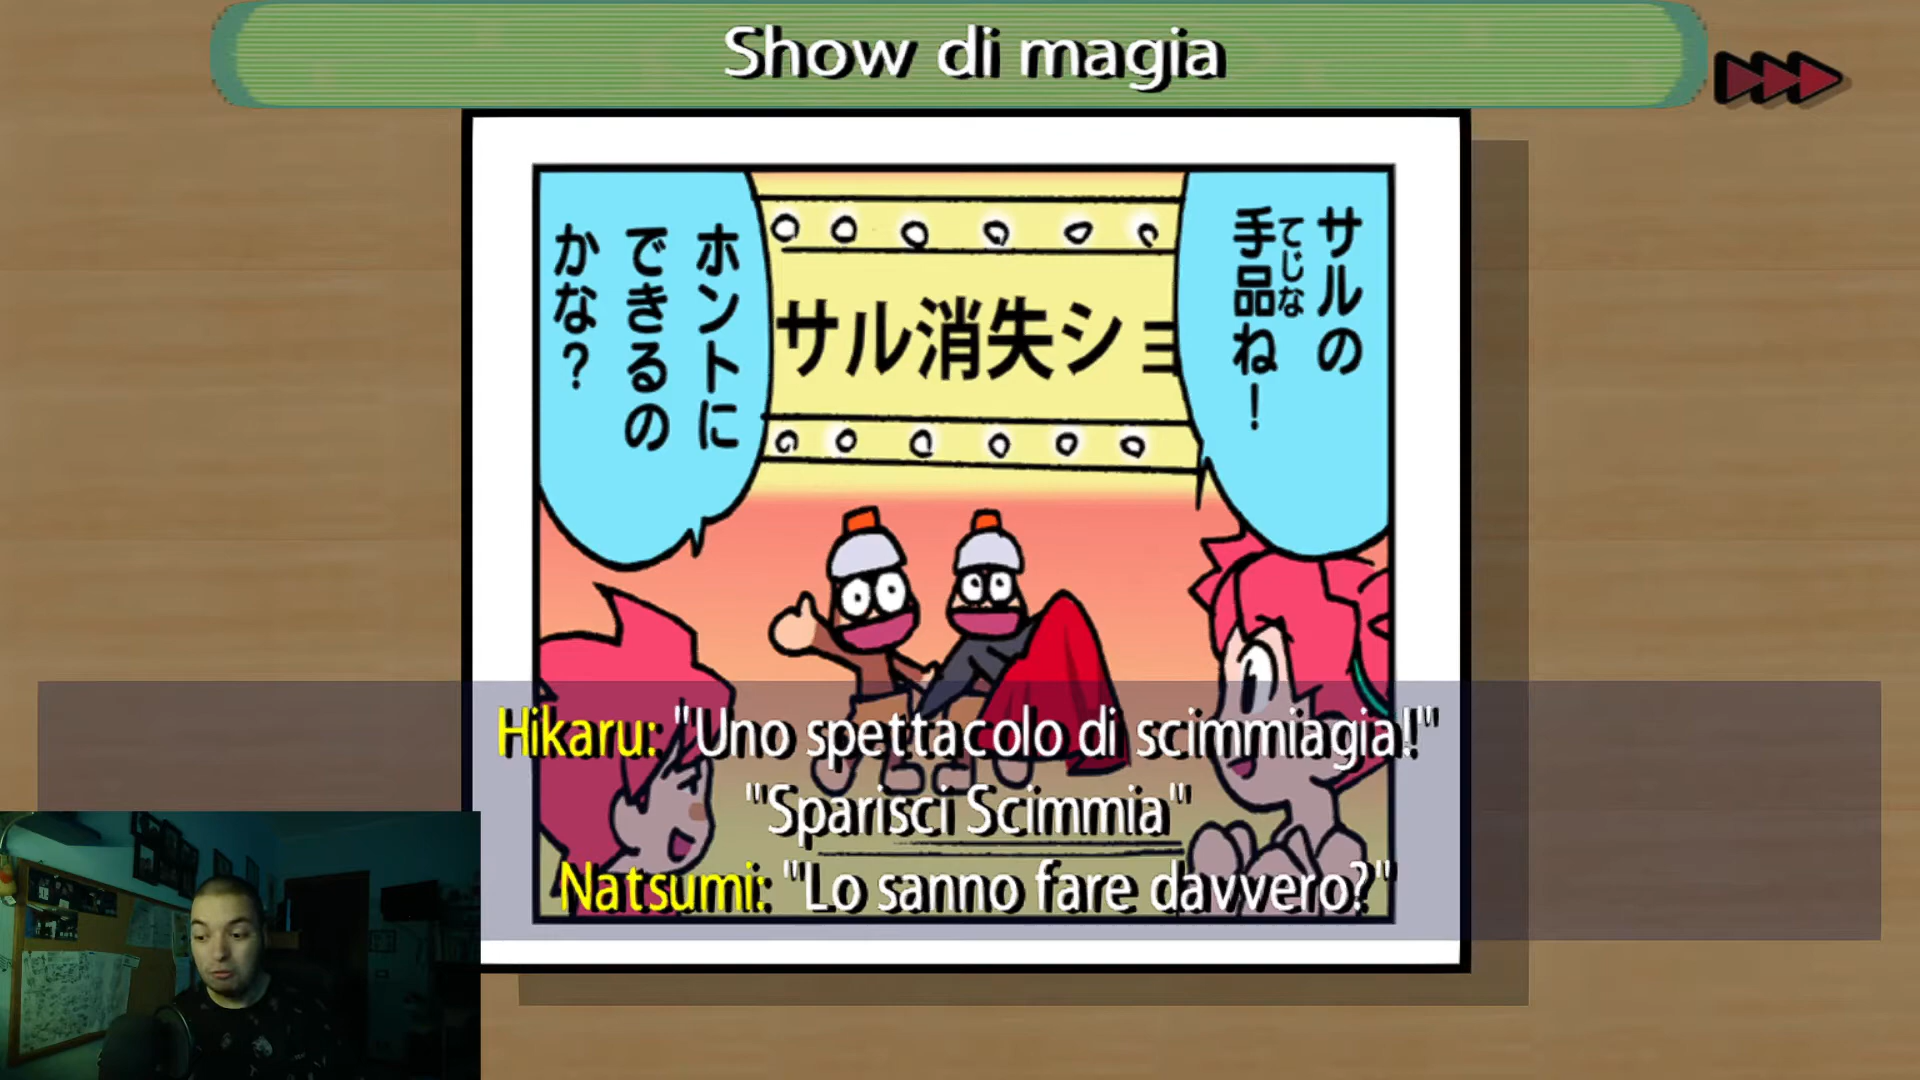 Show di magia
サルの
手品ね！
てじな
サル消失ショ
ホントに
できるの
かな？
Hikaru: "Uno spettacolo di scimmiagia!"
"Sparisci Scimmia"
Natsumi: "Lo sanno fare davvero?"